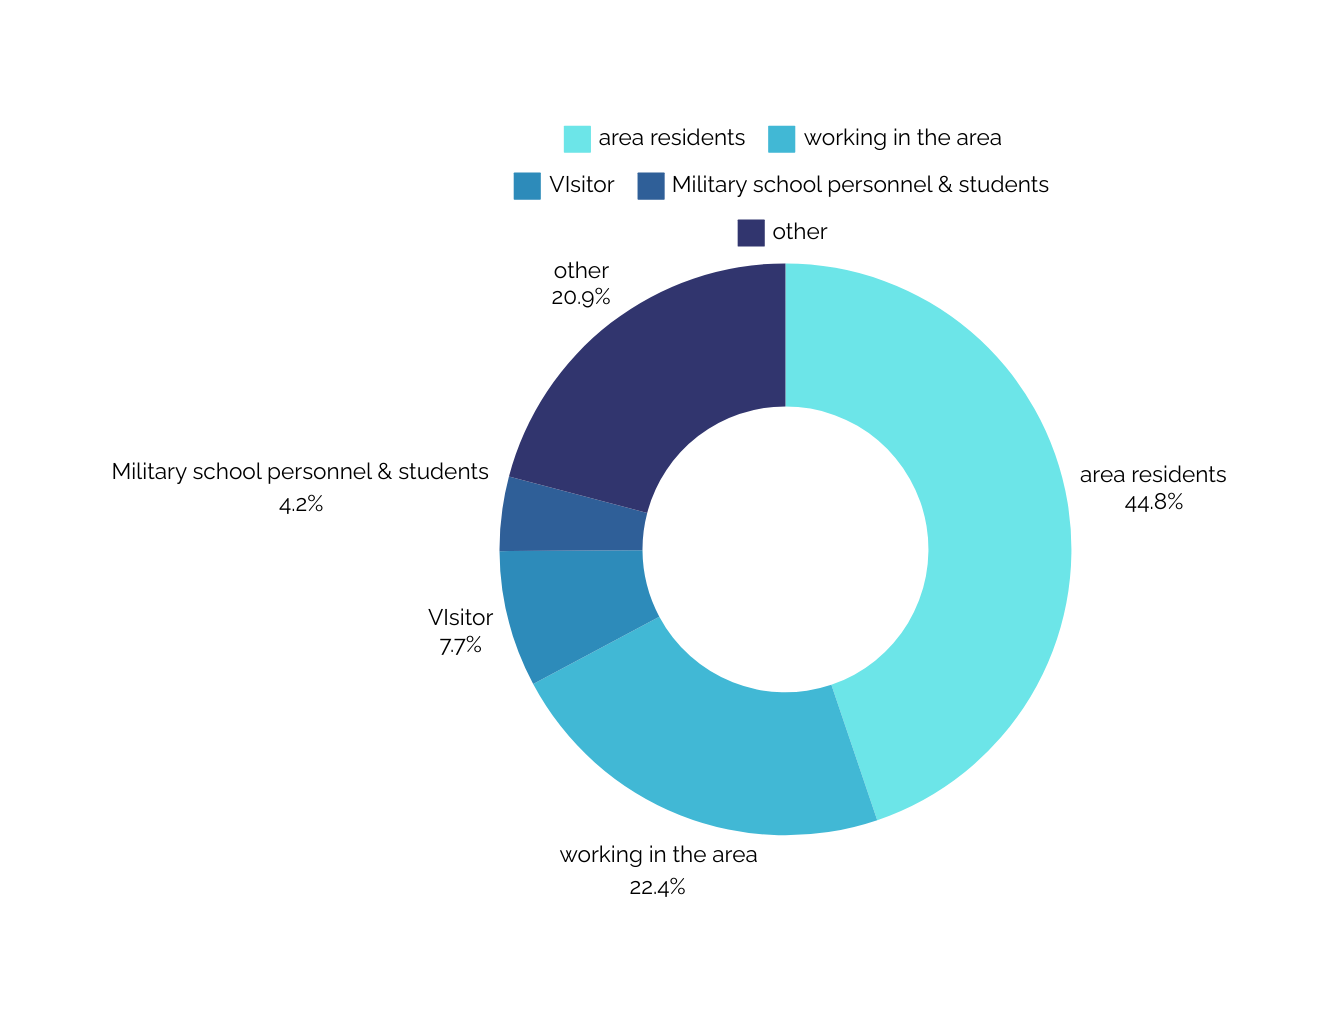 area residents working in the area
VIsitor Military school personnel & students
other
other
20.9%
Military school personnel & students
4.2%
area residents
44.8%
VIsitor
7.7%
working in the area
22.4%